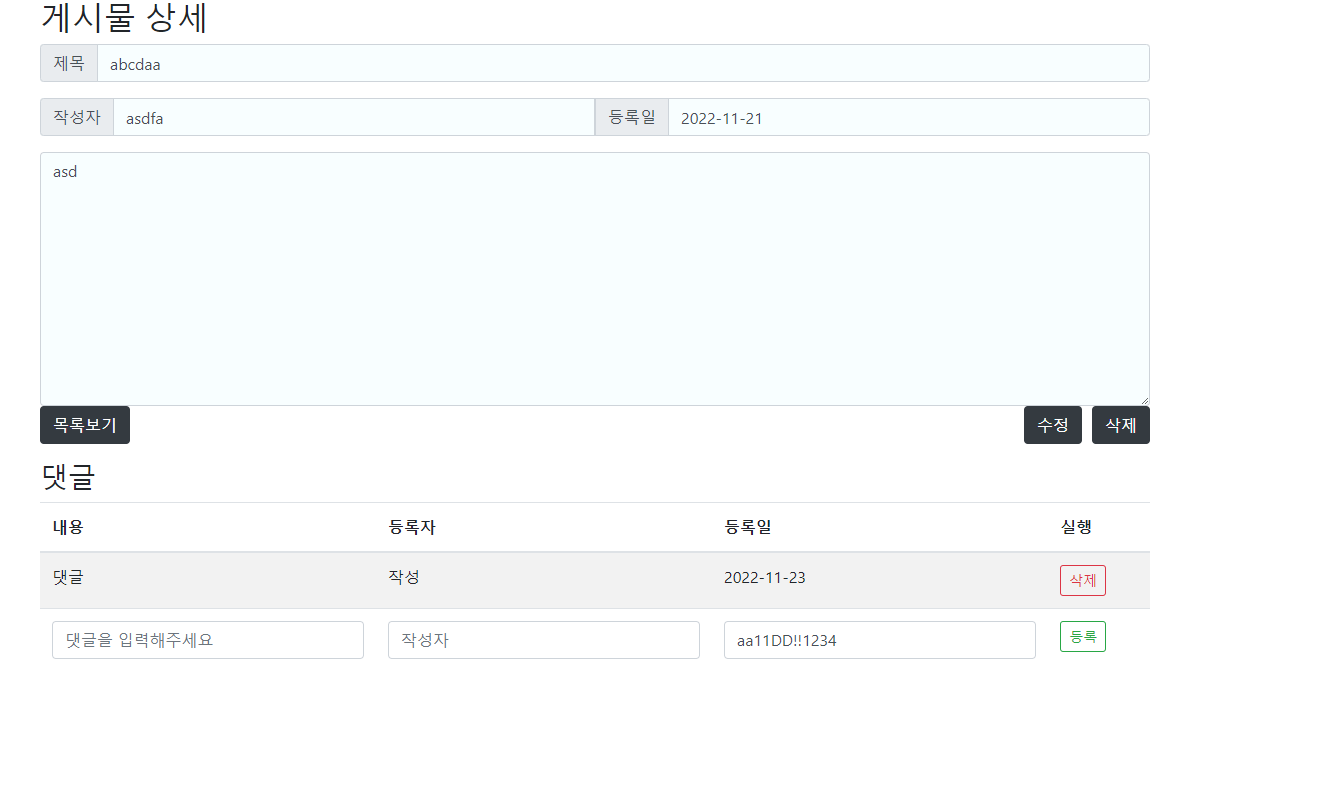 게시물 상세
제목 abcdaa
작성자 asdfa 등록일 2022-11-21
asd
목록보기 수정 삭제
댓글
내용 등록자 등록일 실행
댓글 작성 2022-11-23 삭제
댓글을 입력해주세요 작성자 aa11DD!!1234 등록